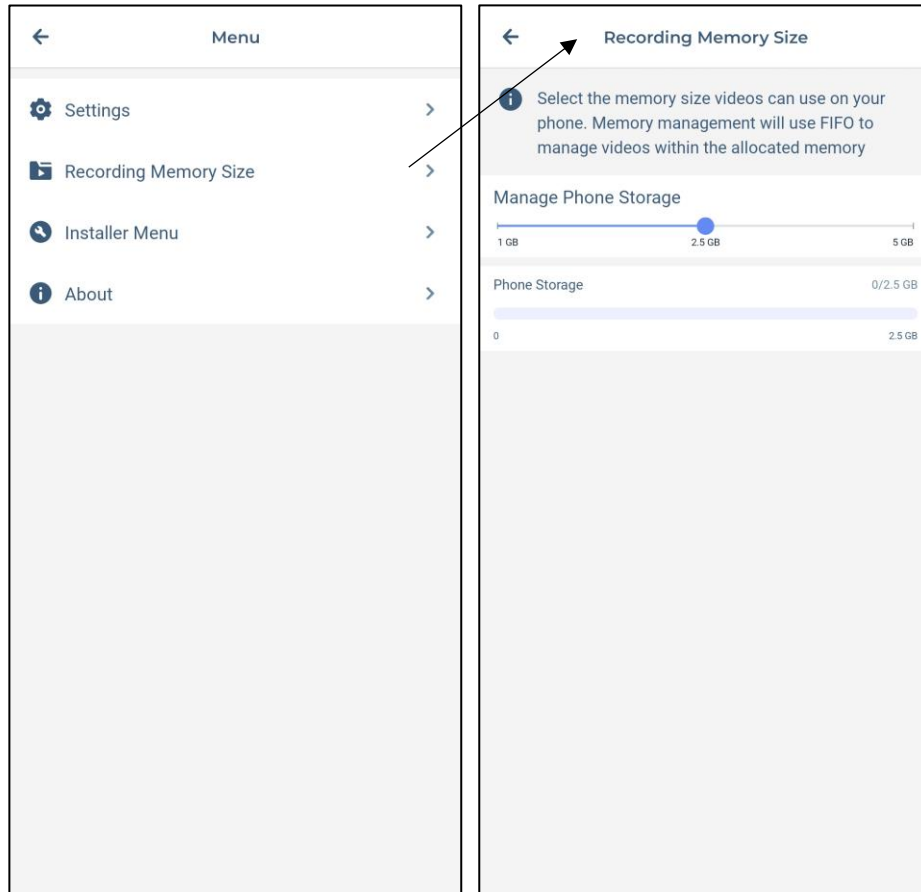 Menu
Settings
Recording Memory Size
Installer Menu
About
Recording Memory Size
Select the memory size videos can use on your
phone. Memory management will use FIFO to
manage videos within the allocated memory
Manage Phone Storage
1 GB 2.5 GB 5 GB
Phone Storage 0/2.5 GB
0 2.5 GB